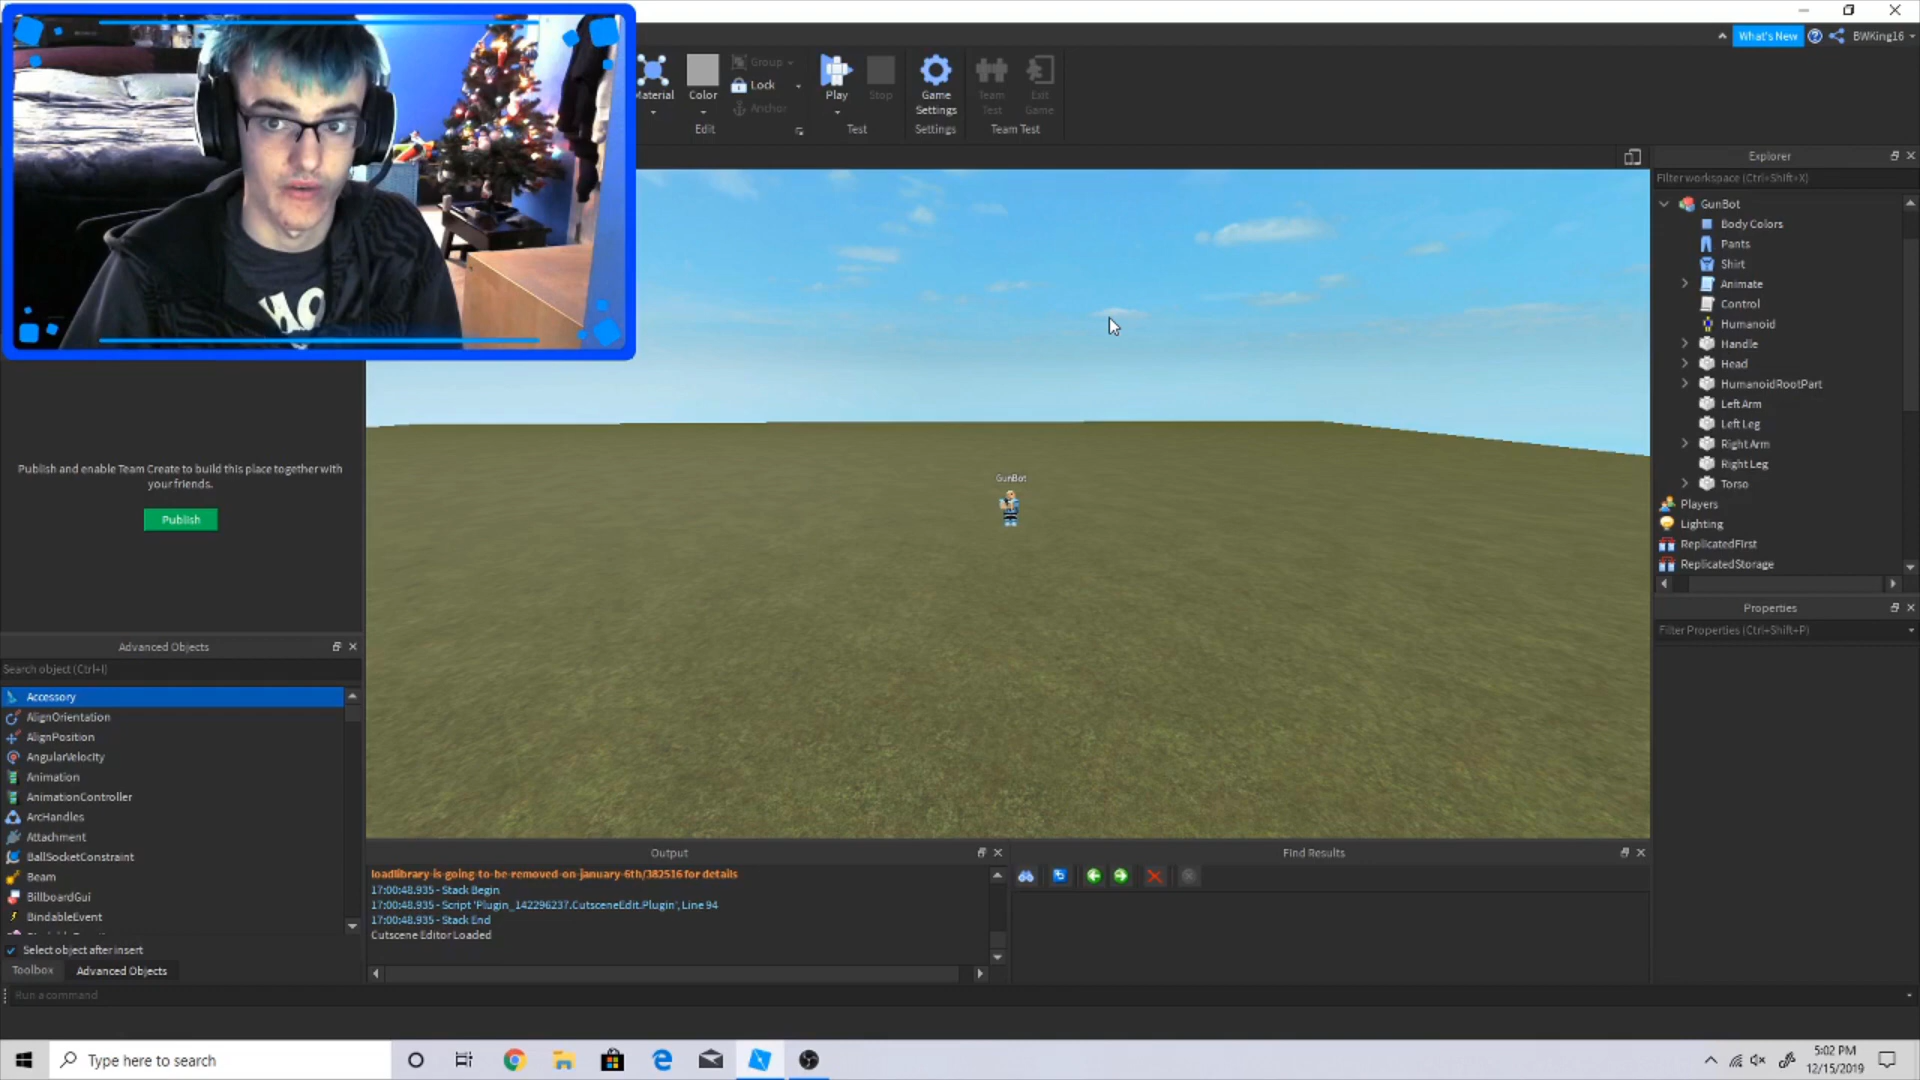 What's New
BWKing16
Material
Color
Group
Lock
Anchor
Edit
Play
Stop
Test
Game
Settings
Settings
Team
Test
Exit
Game
Team Test
Explorer
Filter workspace (Ctrl+Shift+X)
GunBot
Body Colors
Pants
Shirt
Animate
Control
Humanoid
Handle
Head
HumanoidRootPart
Left Arm
Left Leg
Right Arm
Right Leg
Torso
Players
Lighting
ReplicatedFirst
ReplicatedStorage
Properties
Filter Properties (Ctrl+Shift+P)
GunBot
Publish and enable Team Create to build this place together with
your friends.
Publish
Advanced Objects
Search object (Ctrl+I)
Accessory
AlignOrientation
AlignPosition
AngularVelocity
Animation
AnimationController
ArcHandles
Attachment
BallSocketConstraint
Beam
BillboardGui
BindableEvent
Select object after insert
Toolbox
Advanced Objects
Run a command
Output
loadlibrary-is-going-to-be-removed-on-january-6th/382516 for details
17:00:48.935 - Stack Begin
17:00:48.935 - Script 'Plugin_142296237.CutsceneEdit.Plugin', Line 94
17:00:48.935 - Stack End
Cutscene Editor Loaded
Find Results
Type here to search
5:02 PM
12/15/2019